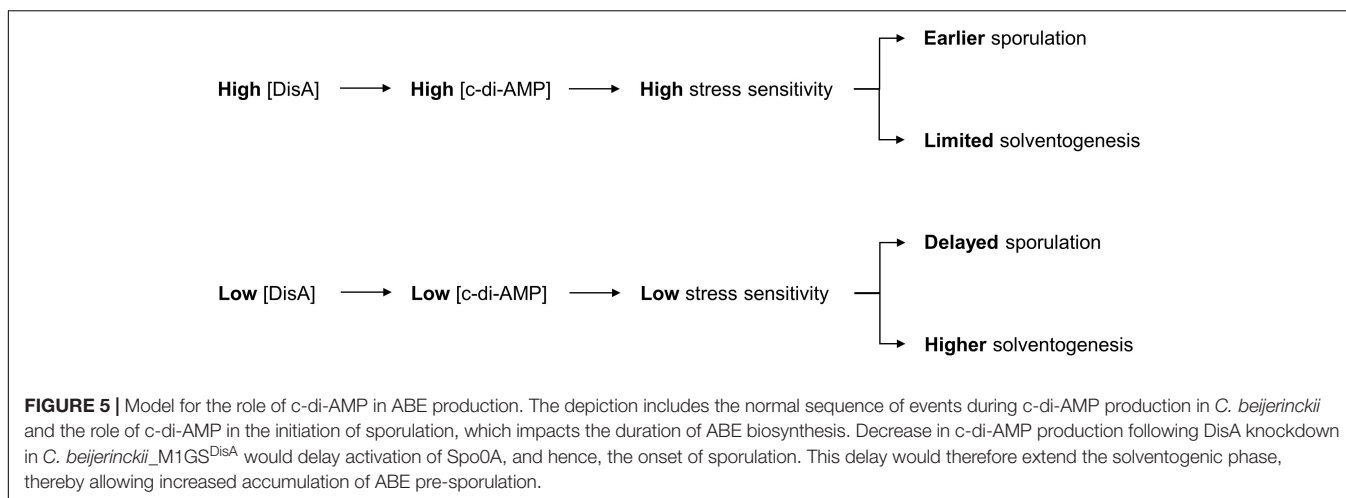 Earlier sporulation
High [DisA] High [c-di-AMP] High stress sensitivity
Limited solventogenesis
Delayed sporulation
Low [DisA] Low [c-di-AMP] Low stress sensitivity
Higher solventogenesis
FIGURE 5 | Model for the role of c-di-AMP in ABE production. The depiction includes the normal sequence of events during c-di-AMP production in C. beijerinckii
and the role of c-di-AMP in the initiation of sporulation, which impacts the duration of ABE biosynthesis. Decrease in c-di-AMP production following DisA knockdown
in C. beijerinckii_M1GSDisA would delay activation of Spo0A, and hence, the onset of sporulation. This delay would therefore extend the solventogenic phase,
thereby allowing increased accumulation of ABE pre-sporulation.